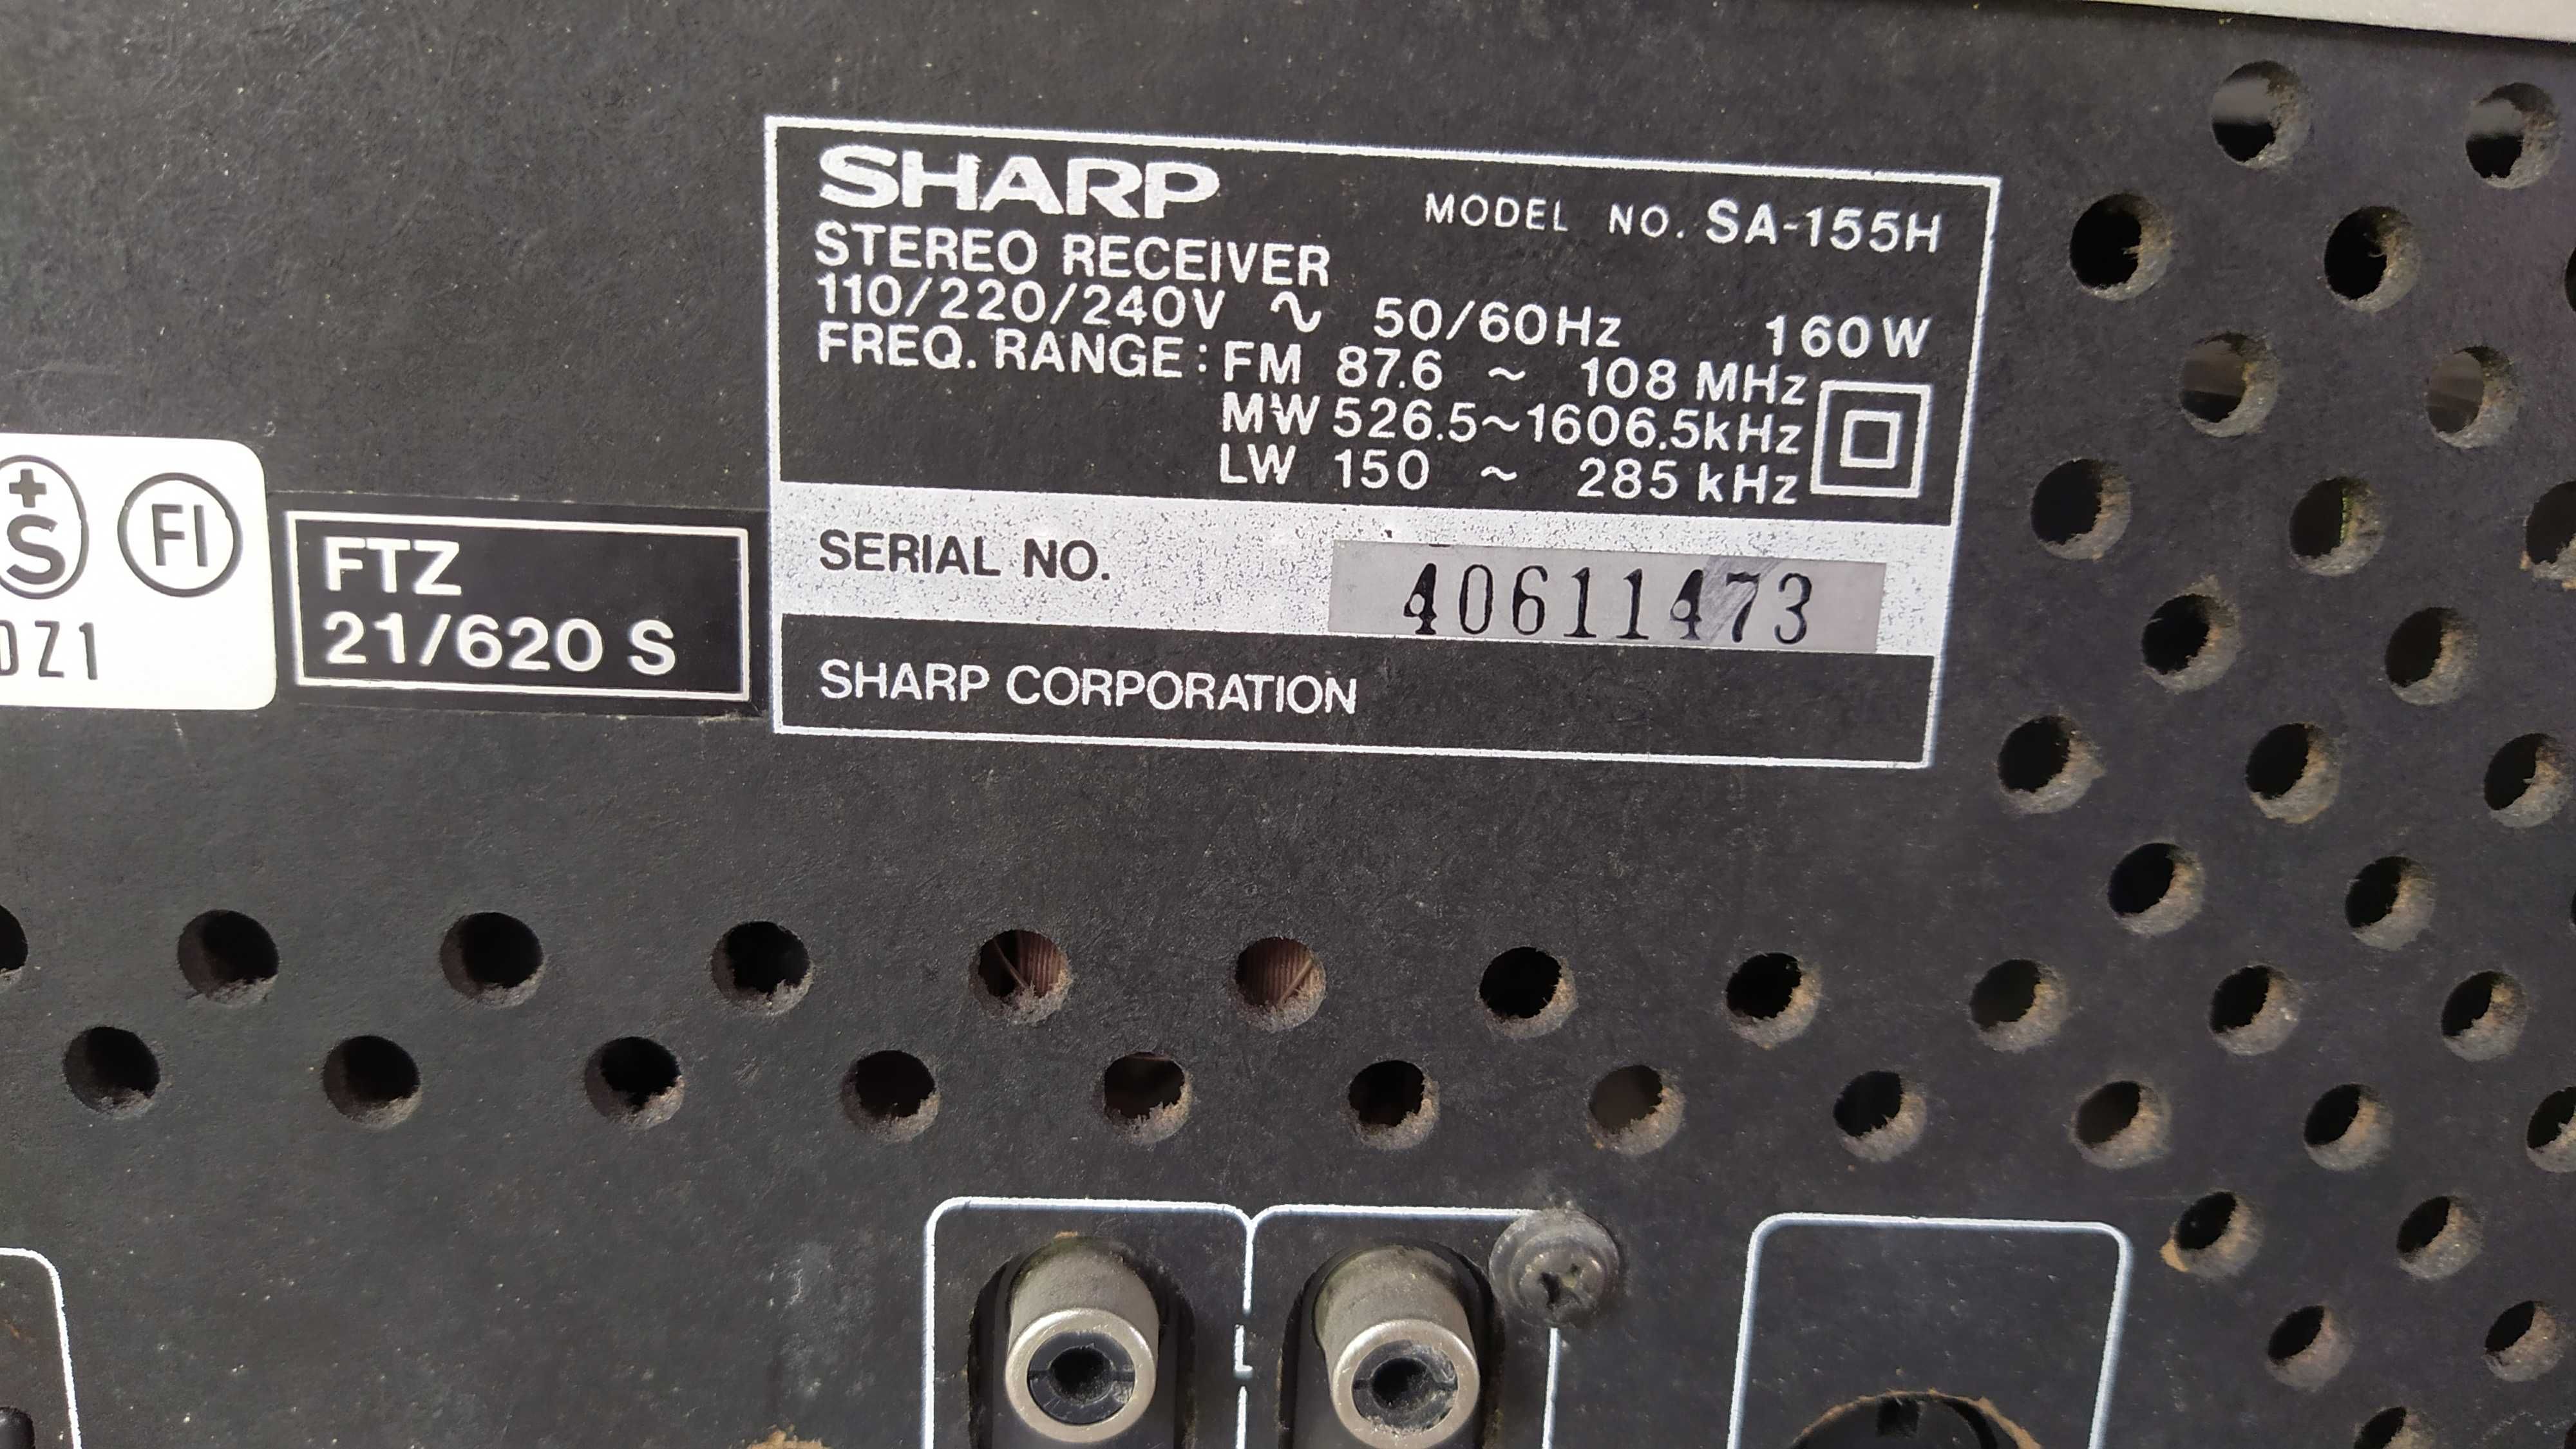 SHARP
MODEL NO. SA-155H
STEREO RECEIVER
110/220/240V ∿ 50/60Hz 160W
FREQ. RANGE: FM 87.6 ~ 108 MHz
MW 526.5~1606.5kHz
LW 150 ~ 285 kHz
SERIAL NO. 40611473
SHARP CORPORATION
+
S
FI
DZ1
FTZ
21/620 S
L